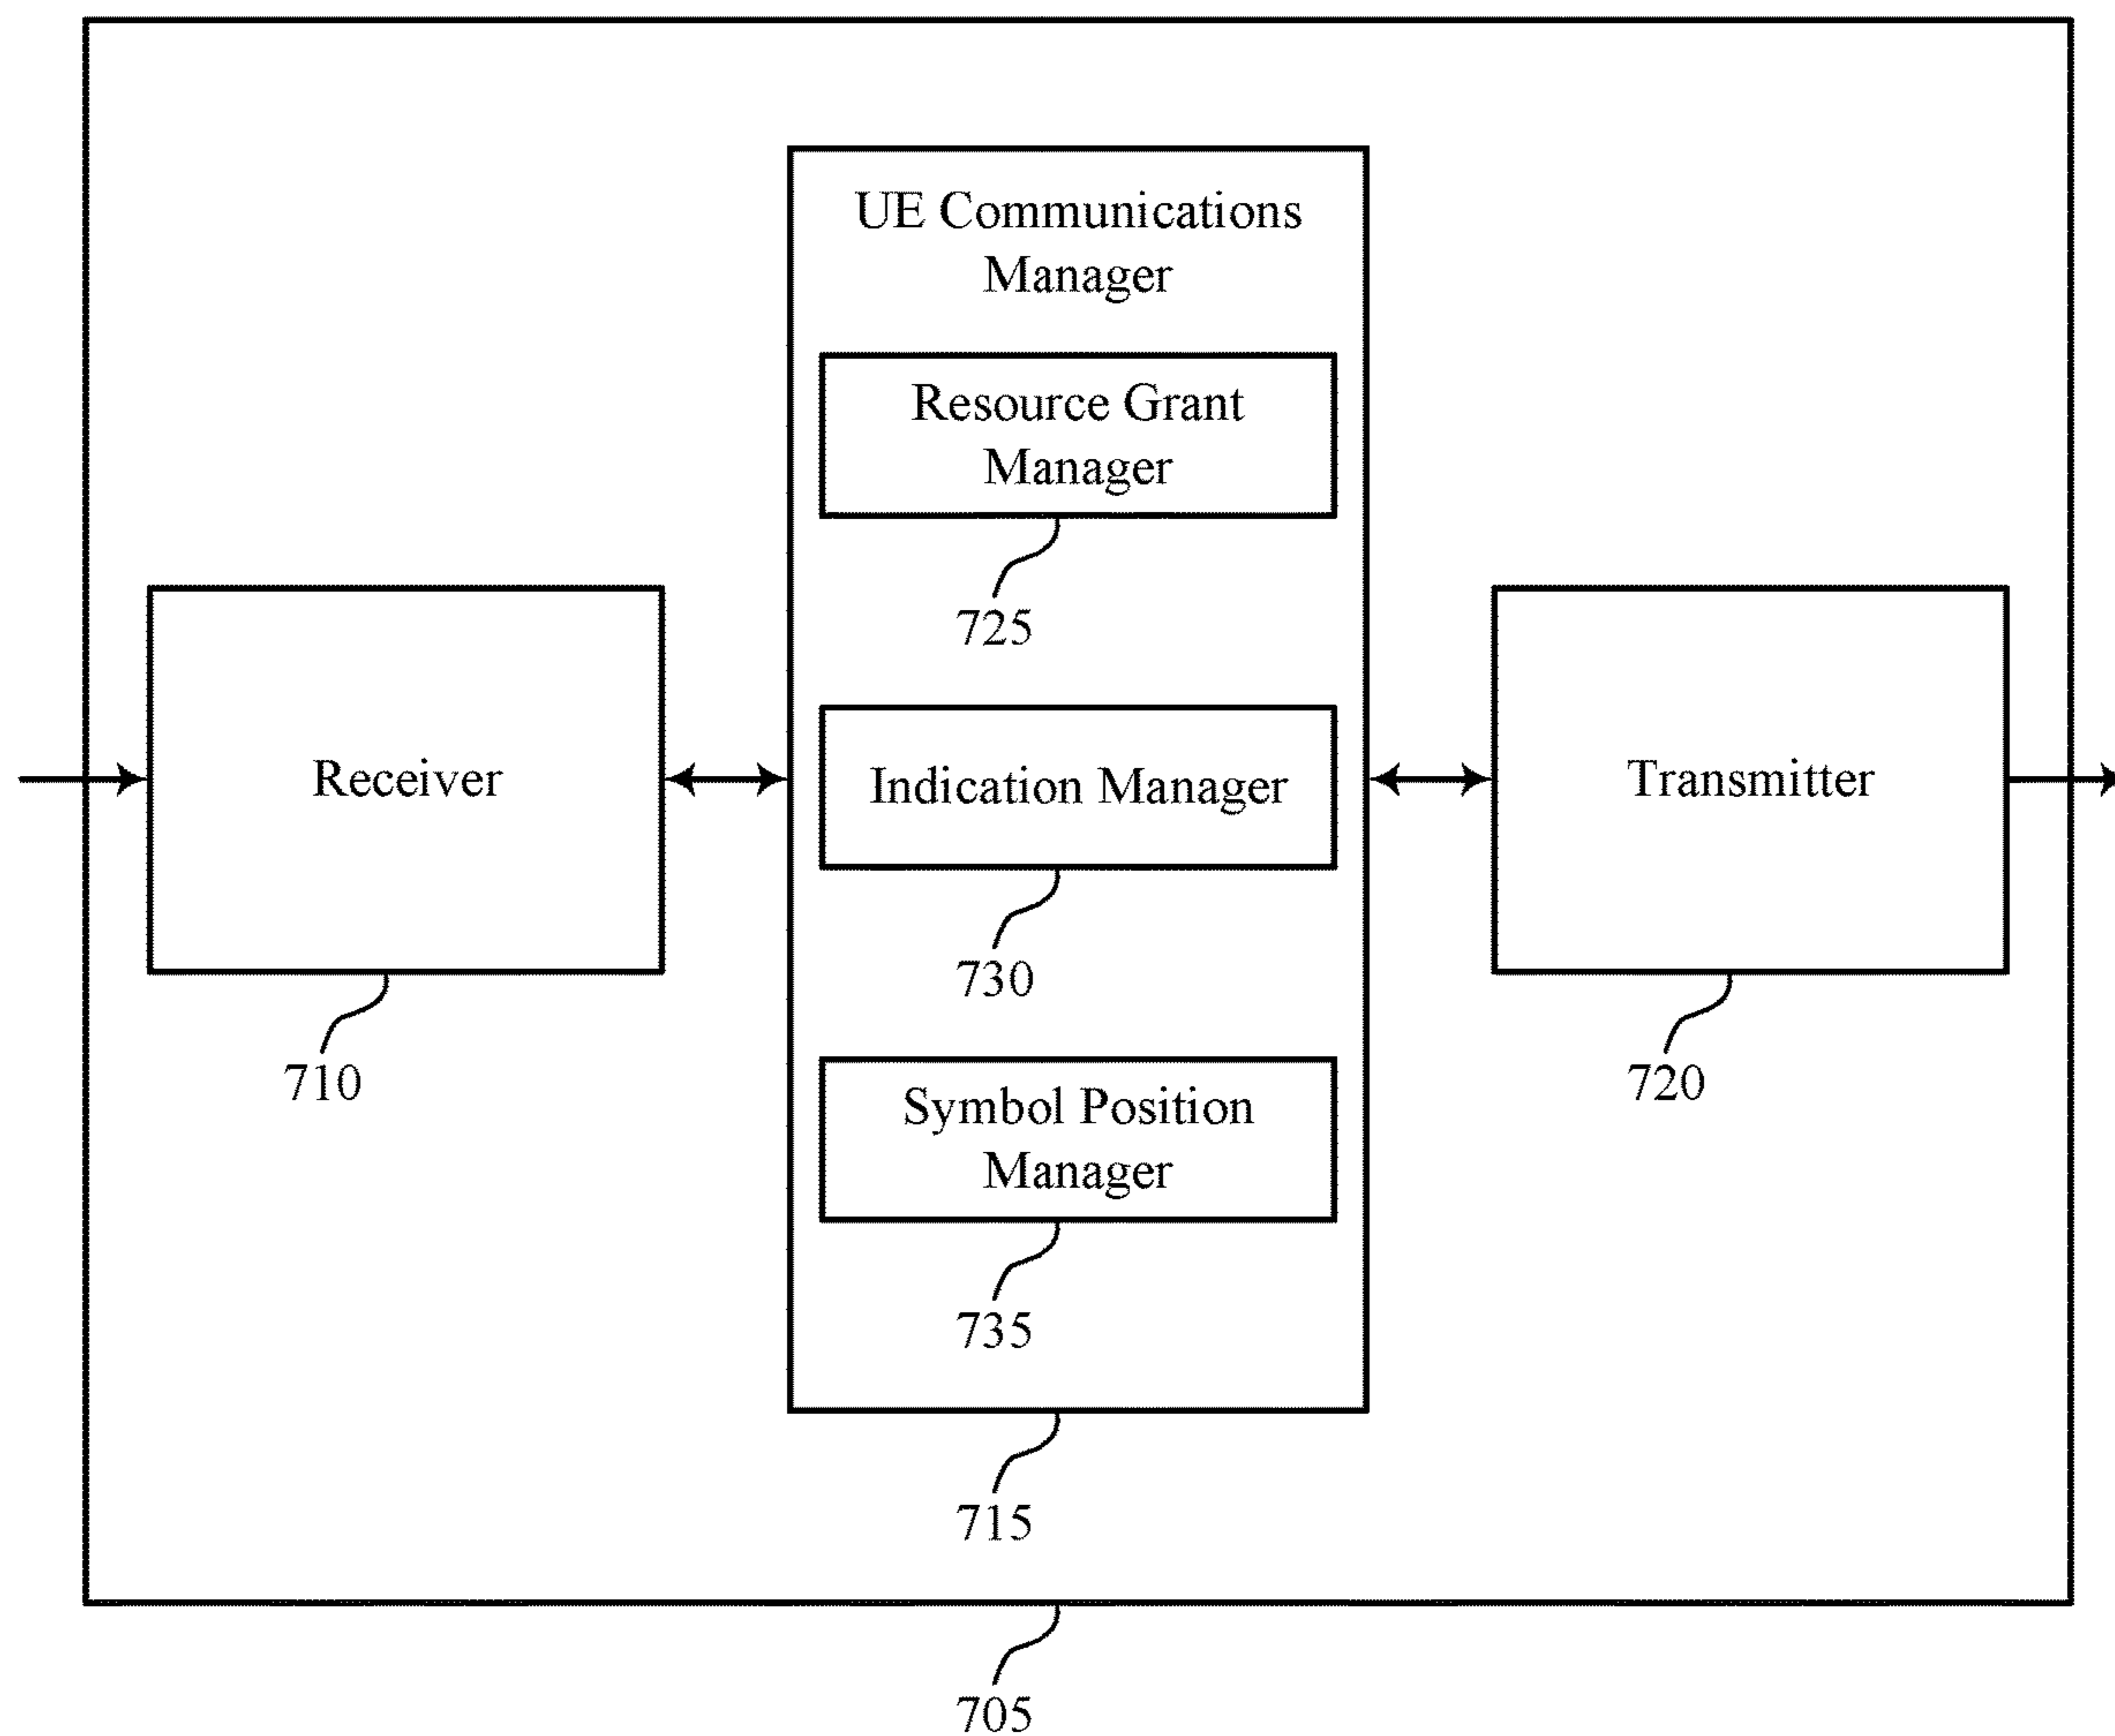 UE Communications
Manager
Resource Grant
Manager
725
Receiver
Indication Manager
Transmitter
730
710
720
Symbol Position
Manager
735
715
705